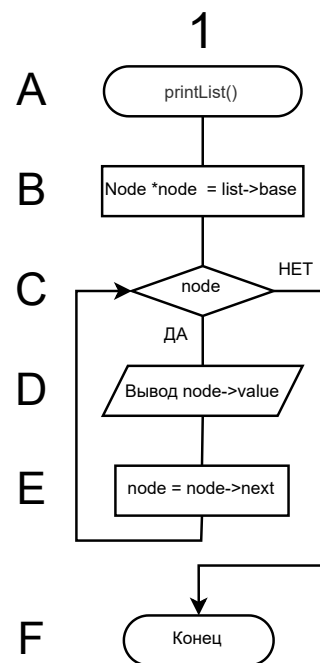 1
A
printList()
B
Node *node  = list->base
C
node
НЕТ
ДА
D
Вывод node->value
E
node = node->next
F
Конец